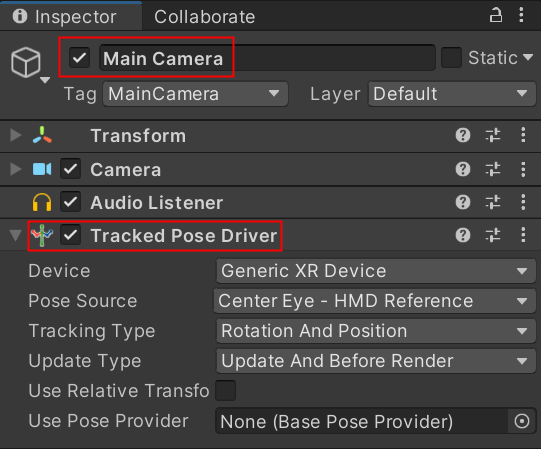 Inspector Collaborate
Main Camera Static
Tag MainCamera Layer Default
Transform
Camera
Audio Listener
Tracked Pose Driver
Device Generic XR Device
Pose Source Center Eye - HMD Reference
Tracking Type Rotation And Position
Update Type Update And Before Render
Use Relative Transfo
Use Pose Provider None (Base Pose Provider)